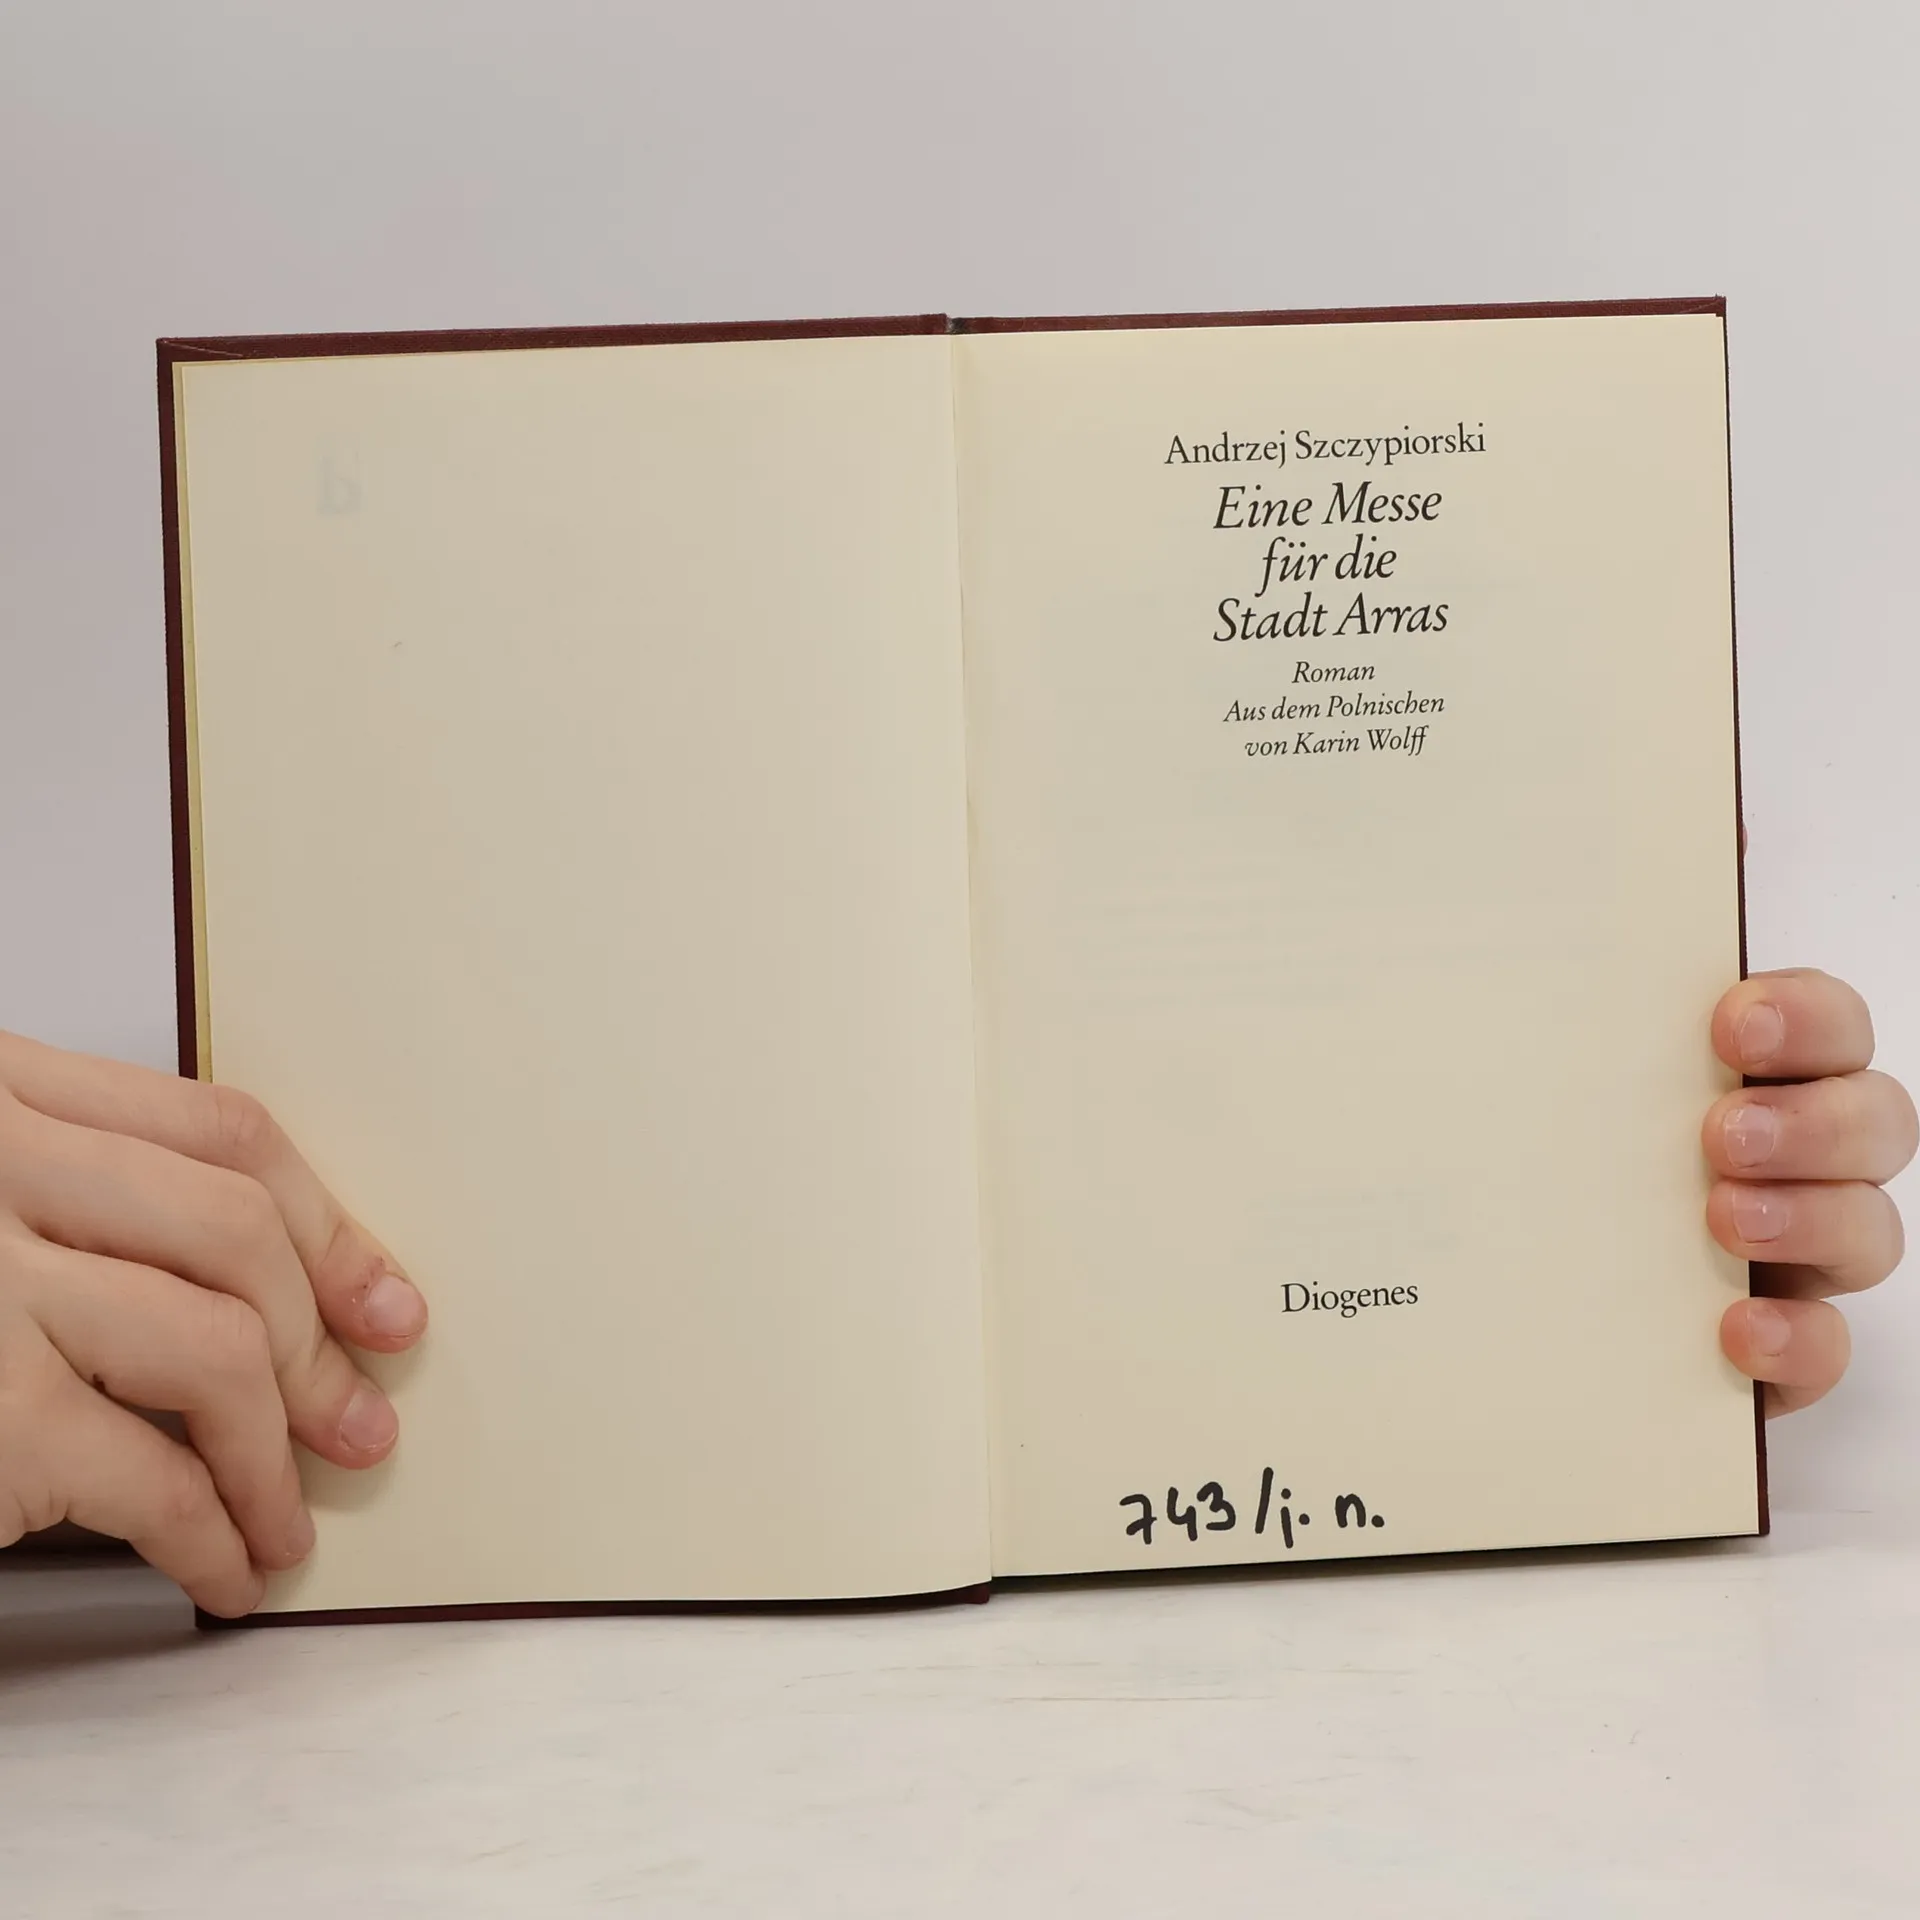 Andrzej Szczypiorski
Eine Messe
für die
Stadt Arras
Roman
Aus dem Polnischen
von Karin Wolff
Diogenes
743/j. n.